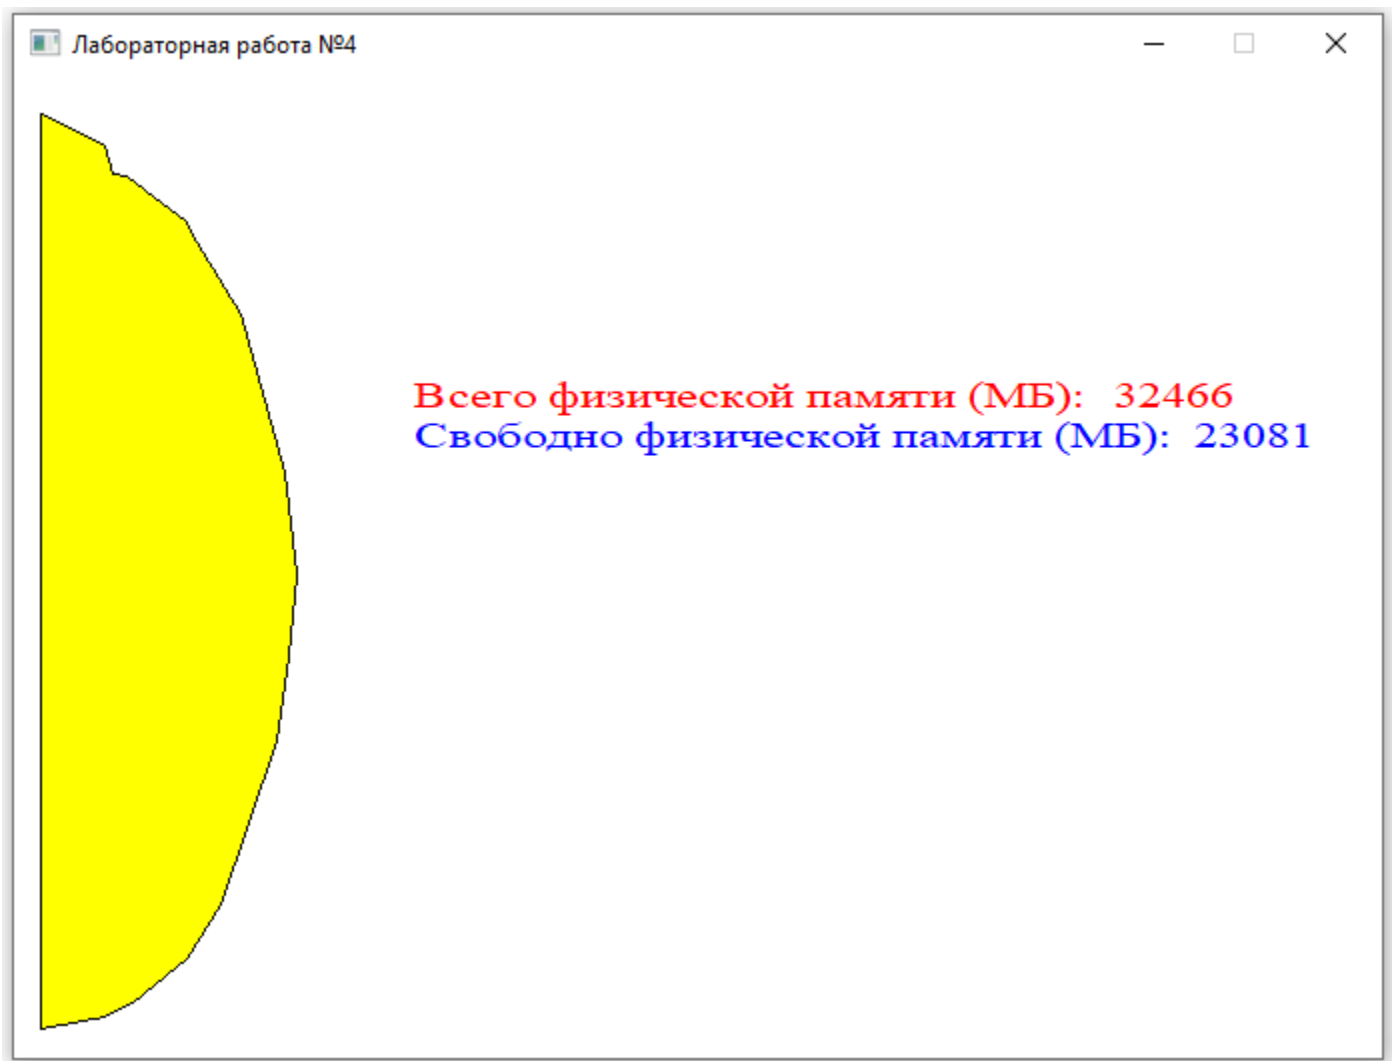 Лабораторная работа №4
Всего физической памяти (МБ): 32466
Свободно физической памяти (МБ): 23081